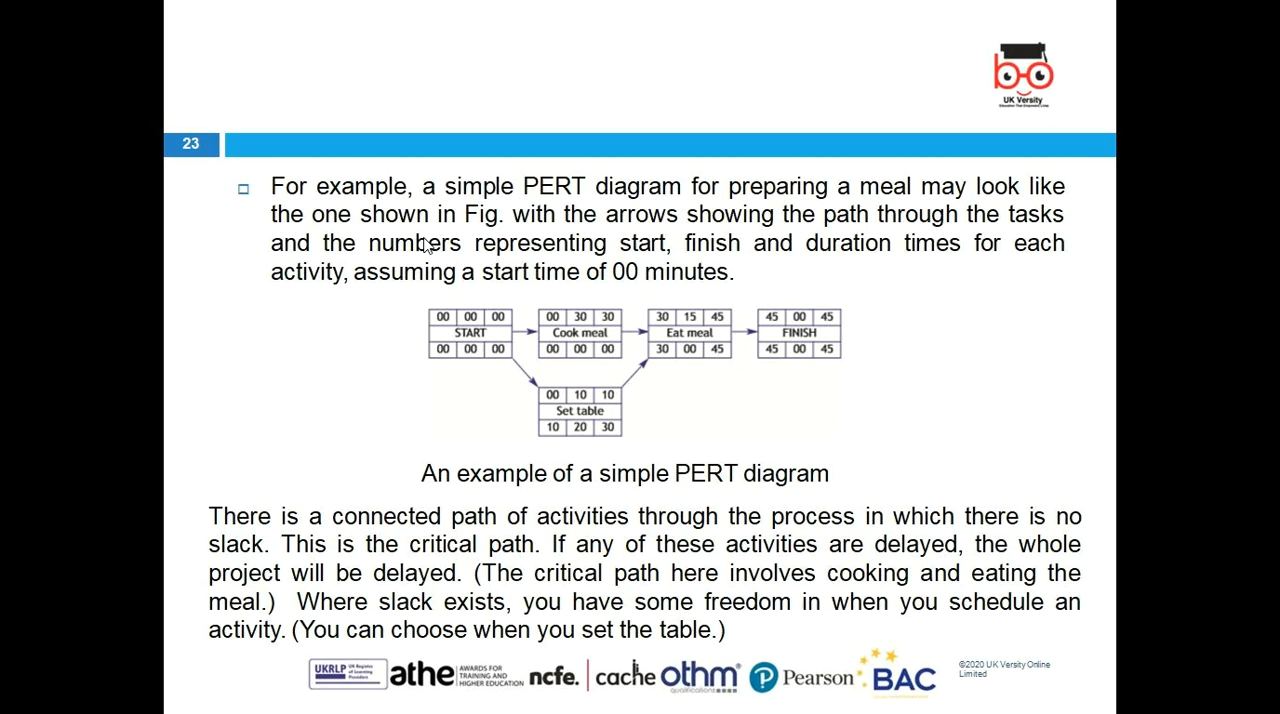 UK Versity
23
For example, a simple PERT diagram for preparing a meal may look like
the one shown in Fig. with the arrows showing the path through the tasks
and the numbers representing start, finish and duration times for each
activity, assuming a start time of 00 minutes.
00 00 00
START
00 00 00
00 30 30
Cook meal
00 00 00
30 15 45
Eat meal
30 00 45
45 00 45
FINISH
45 00 45
00 10 10
Set table
10 20 30
An example of a simple PERT diagram
There is a connected path of activities through the process in which there is no
slack. This is the critical path. If any of these activities are delayed, the whole
project will be delayed. (The critical path here involves cooking and eating the
meal.) Where slack exists, you have some freedom in when you schedule an
activity. (You can choose when you set the table.)
UKRLP
UK Register
of Learning
Providers
athe
AWARDS FOR
TRAINING AND
HIGHER EDUCATION
ncfe.
cache
othm
qualifications
Pearson
BAC
©2020 UK Versity Online
Limited